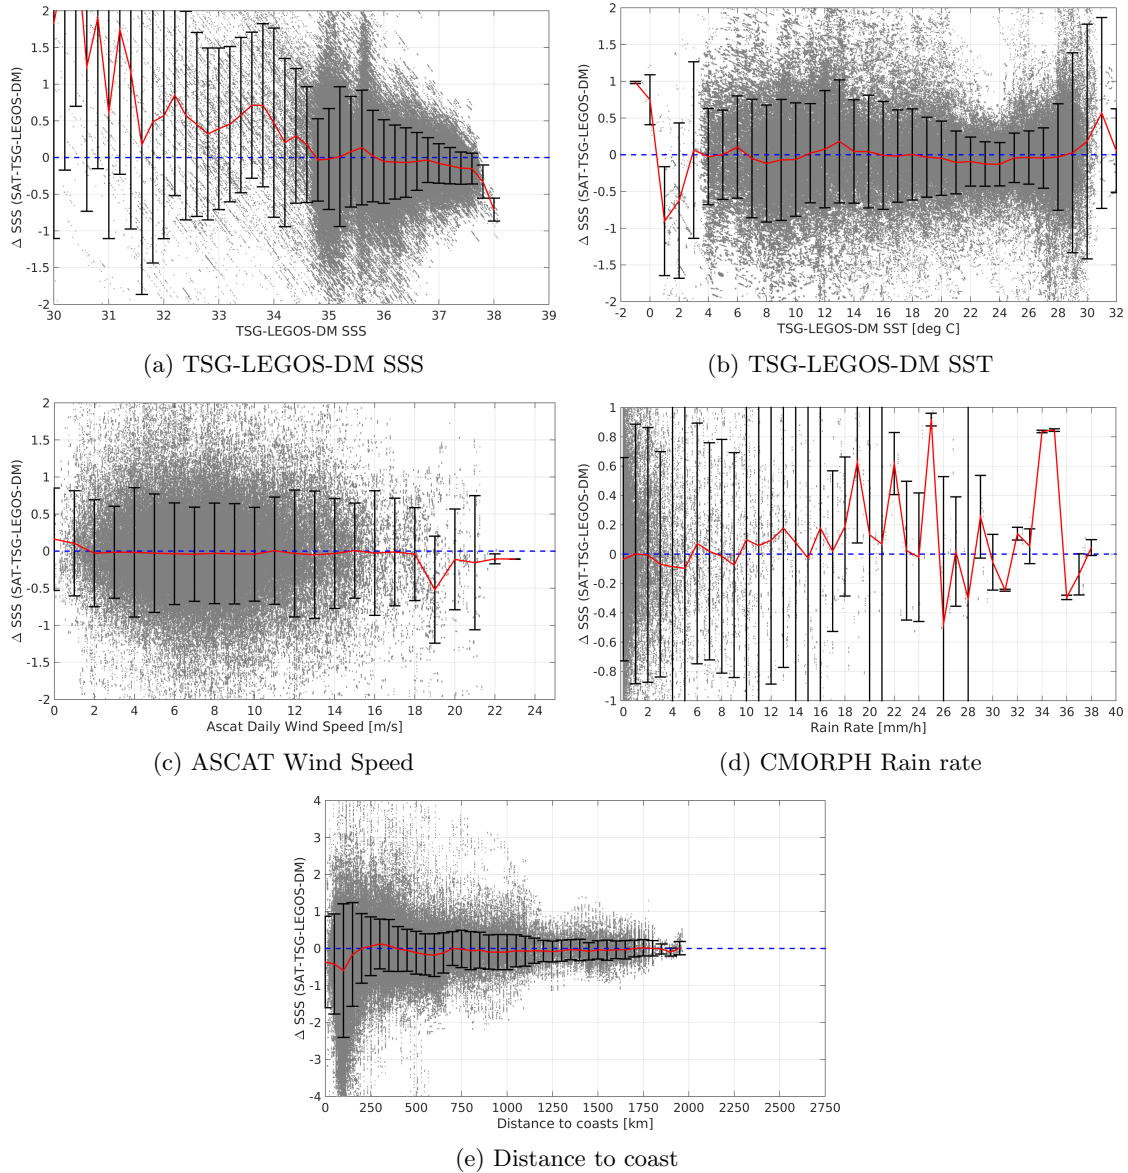 2
1.5
1
0.5
0
-0.5
-1
-1.5
-2
Δ SSS (SAT-TSG-LEGOS-DM)
30 31 32 33 34 35 36 37 38 39
TSG-LEGOS-DM SSS
(a) TSG-LEGOS-DM SSS
2
1.5
1
0.5
0
-0.5
-1
-1.5
-2
Δ SSS (SAT-TSG-LEGOS-DM)
-2 0 2 4 6 8 10 12 14 16 18 20 22 24 26 28 30 32
TSG-LEGOS-DM SST [deg C]
(b) TSG-LEGOS-DM SST
2
1.5
1
0.5
0
-0.5
-1
-1.5
-2
Δ SSS (SAT-TSG-LEGOS-DM)
0 2 4 6 8 10 12 14 16 18 20 22 24
Ascat Daily Wind Speed [m/s]
(c) ASCAT Wind Speed
1
0.8
0.6
0.4
0.2
0
-0.2
-0.4
-0.6
-0.8
-1
Δ SSS (SAT-TSG-LEGOS-DM)
0 2 4 6 8 10 12 14 16 18 20 22 24 26 28 30 32 34 36 38 40
Rain Rate [mm/h]
(d) CMORPH Rain rate
4
3
2
1
0
-1
-2
-3
-4
Δ SSS (SAT-TSG-LEGOS-DM)
0 250 500 750 1000 1250 1500 1750 2000 2250 2500 2750
Distance to coasts [km]
(e) Distance to coast